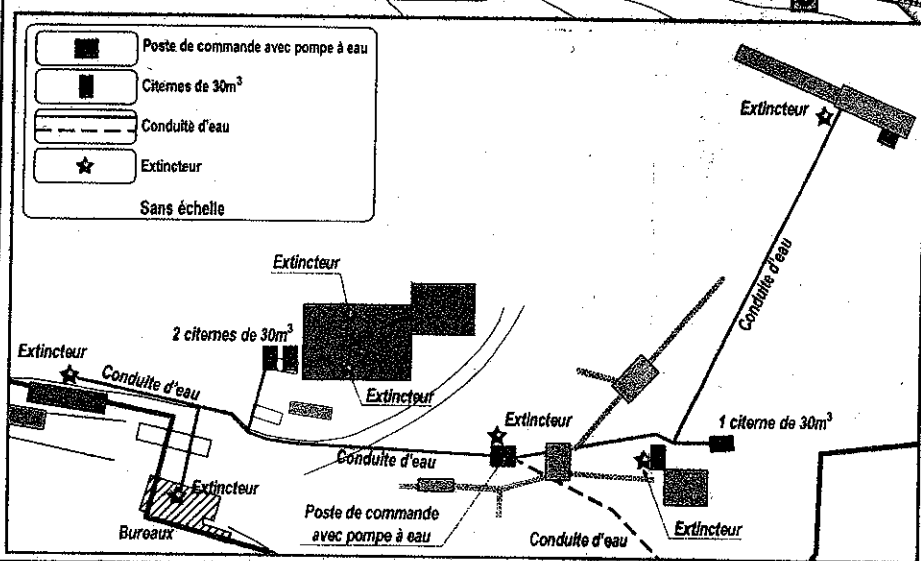 Poste de commande avec pompe à eau
Citernes de 30m³
Conduite d'eau
Extincteur
Sans échelle
Extincteur
Conduite d'eau
Extincteur
2 citernes de 30m³
Extincteur
Conduite d'eau
Extincteur
Extincteur
1 citerne de 30m³
Conduite d'eau
Extincteur
Poste de commande
avec pompe à eau
Extincteur
Bureaux
Conduite d'eau